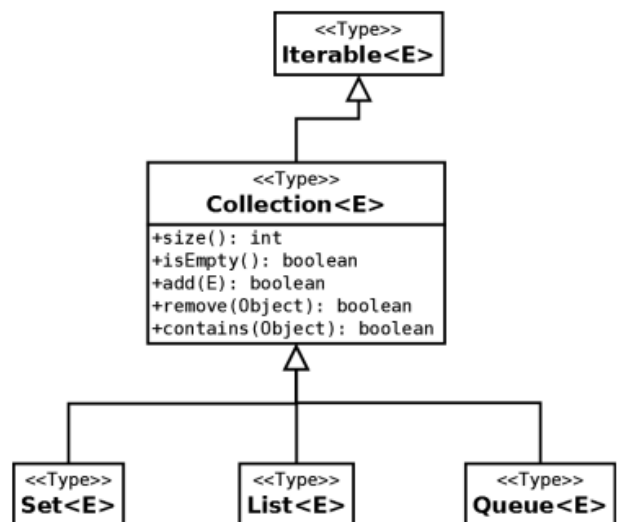 <<Type>>
Iterable<E>
<<Type>>
Collection<E>
+size(): int
+isEmpty(): boolean
+add(E): boolean
+remove(Object): boolean
+contains(Object): boolean
<<Type>>
Set<E>
<<Type>>
List<E>
<<Type>>
Queue<E>